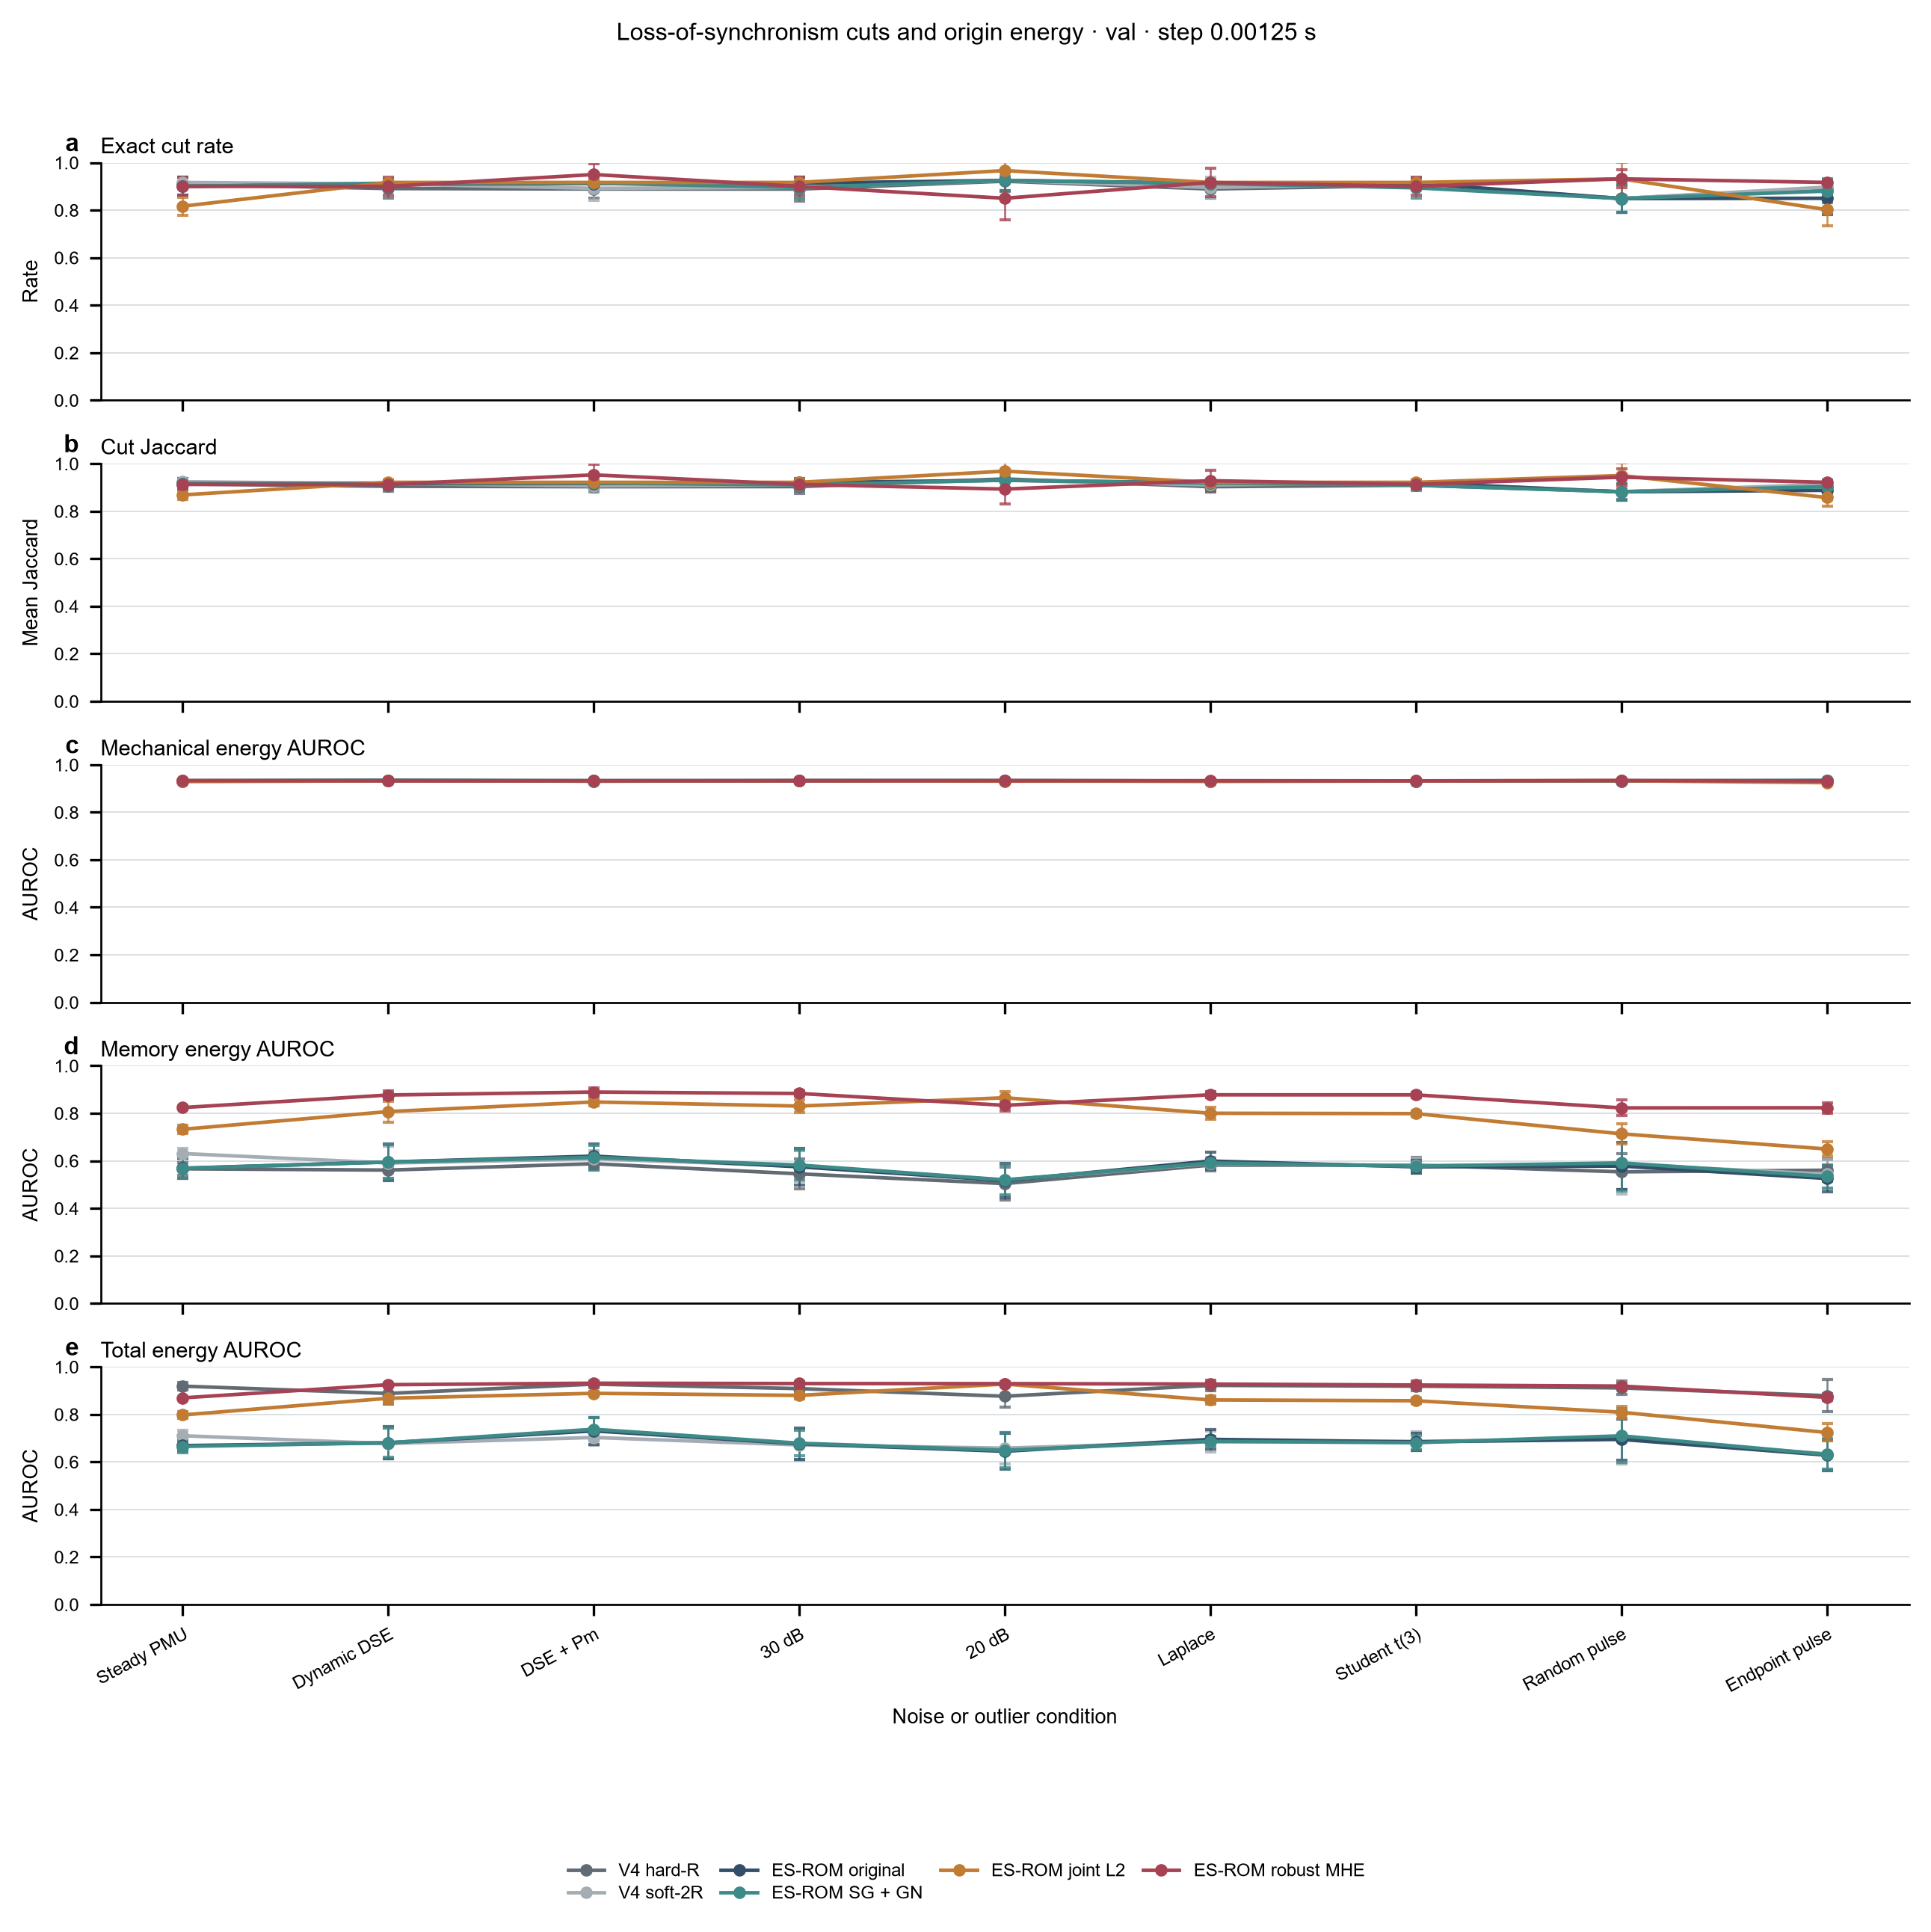 Loss-of-synchronism cuts and origin energy · val · step 0.00125 s
a Exact cut rate
1.0
0.8
0.6
0.4
0.2
0.0
Rate
b Cut Jaccard
1.0
0.8
0.6
0.4
0.2
0.0
Mean Jaccard
c Mechanical energy AUROC
1.0
0.8
0.6
0.4
0.2
0.0
AUROC
d Memory energy AUROC
1.0
0.8
0.6
0.4
0.2
0.0
AUROC
e Total energy AUROC
1.0
0.8
0.6
0.4
0.2
0.0
AUROC
Steady PMU
Dynamic DSE
DSE + Pm
30 dB
20 dB
Laplace
Student t(3)
Random pulse
Endpoint pulse
Noise or outlier condition
V4 hard-R ES-ROM original ES-ROM joint L2 ES-ROM robust MHE
V4 soft-2R ES-ROM SG + GN